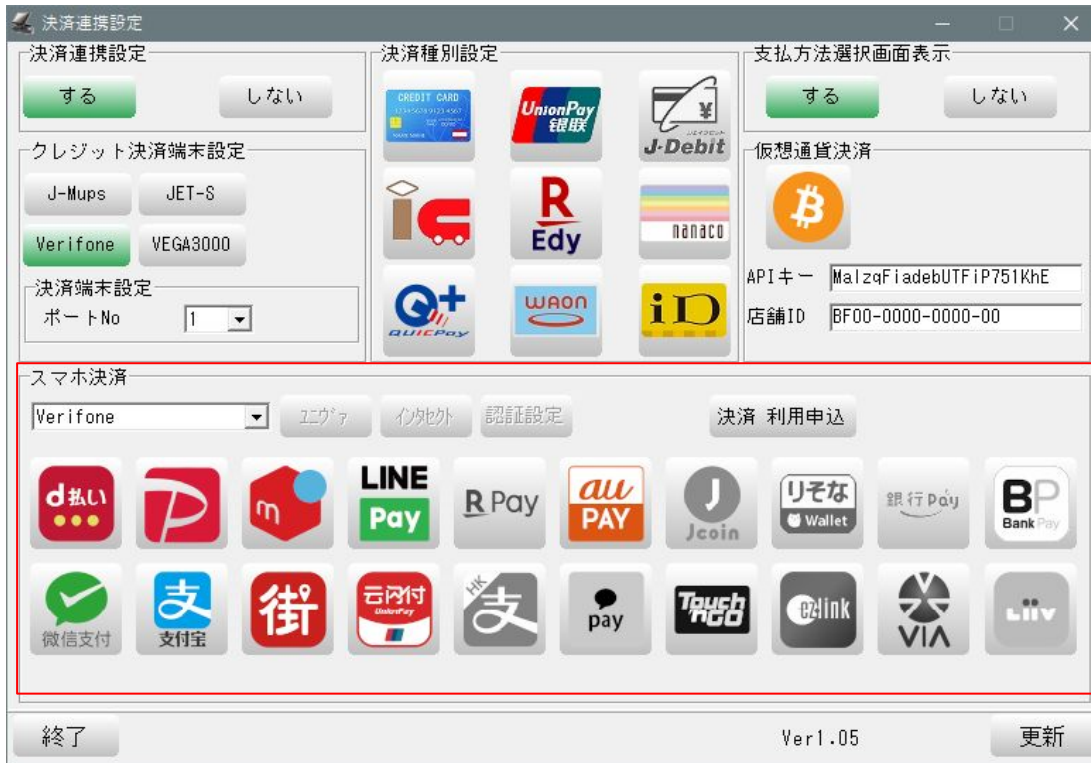 決済連携設定
決済連携設定
する
しない
クレジット決済端末設定
J-Mups
JET-S
Verifone
VEGA3000
決済端末設定
ポートNo
1
決済種別設定
CREDIT CARD
UnionPay
银联
J-Debit
R
Edy
nanaco
QUICPay
WAON
iD
支払方法選択画面表示
する
しない
仮想通貨決済
APIキー
MalzqFiadebUTFiP751KhE
店舗ID
BF00-0000-0000-00
スマホ決済
Verifone
ﾕﾆｳﾞｧ
ｲﾝﾀｾｸﾄ
認証設定
決済 利用申込
d払い
m
LINE
Pay
R Pay
au
PAY
J
Jcoin
りそな
Wallet
銀行Pay
BP
Bank Pay
微信支付
支
支付宝
街
云闪付
UnionPay
HK
支
pay
Touch
'nGO
ezlink
VIA
Liiv
終了
Ver1.05
更新